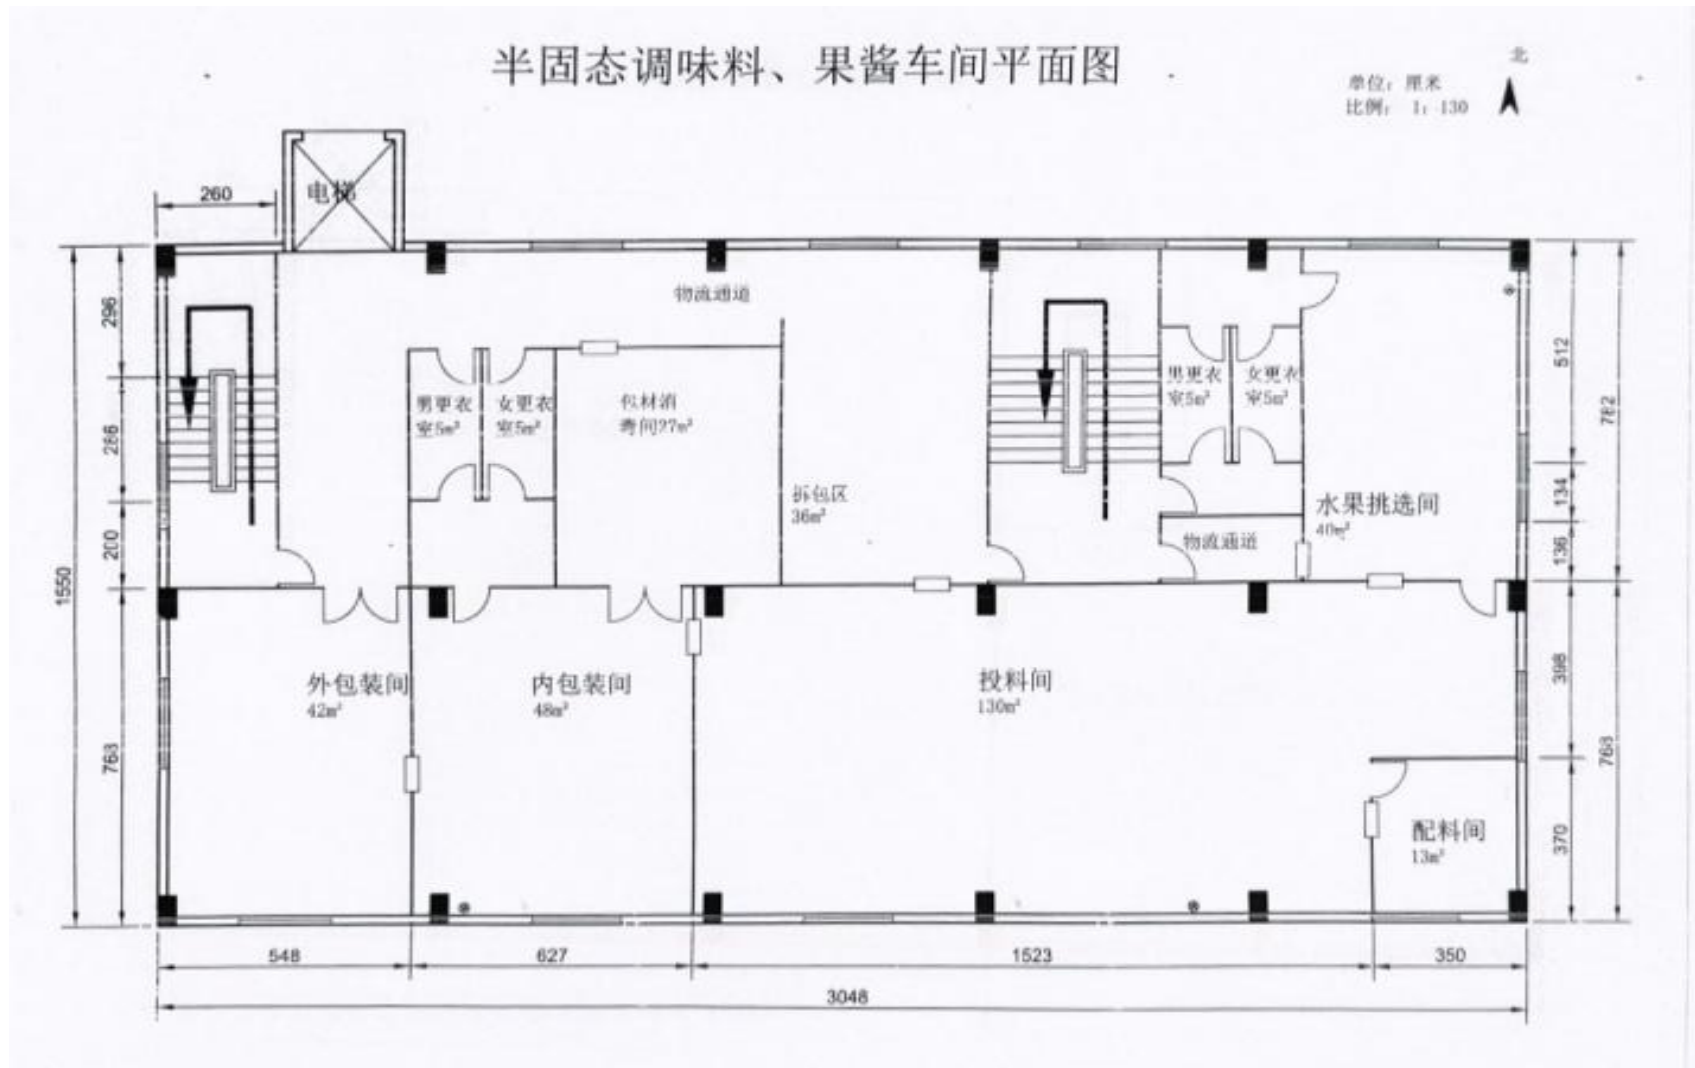 半固态调味料、果酱车间平面图
北
单位：厘米
比例： 1：130
电梯
260
物流通道
296
286
200
1550
768
男更衣
室5m²
女更衣
室5m²
包材消
毒间27m²
拆包区
36m²
男更衣
室5m²
女更衣
室5m²
物流通道
水果挑选间
40m²
512
782
134
136
398
768
370
外包装间
42m²
内包装间
48m²
投料间
130m²
配料间
13m²
548
627
1523
350
3048